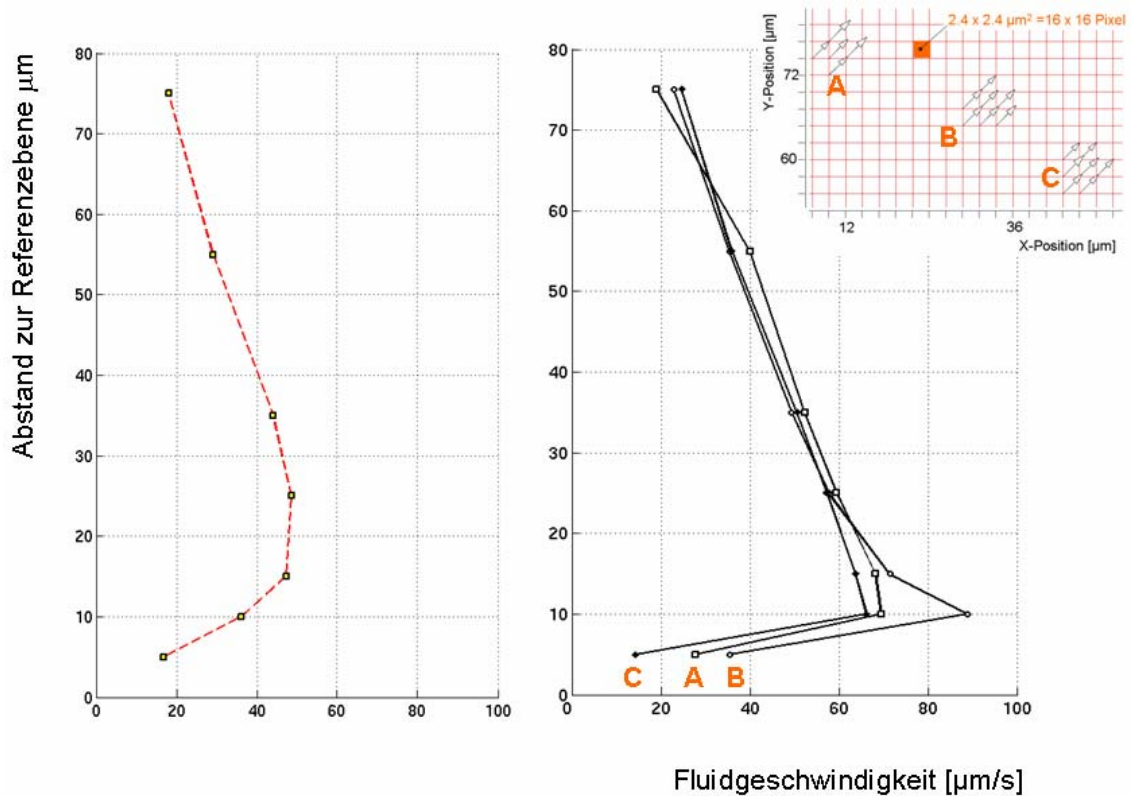 Abstand zur Referenzebene µm
80
70
60
50
40
30
20
10
0
0 20 40 60 80 100
80
70
60
50
40
30
20
10
0
0 20 40 60 80 100
C A B
Fluidgeschwindigkeit [µm/s]
2.4 x 2.4 µm² =16 x 16 Pixel
Y-Position [µm]
72
60
A
B
C
12 36
X-Position [µm]